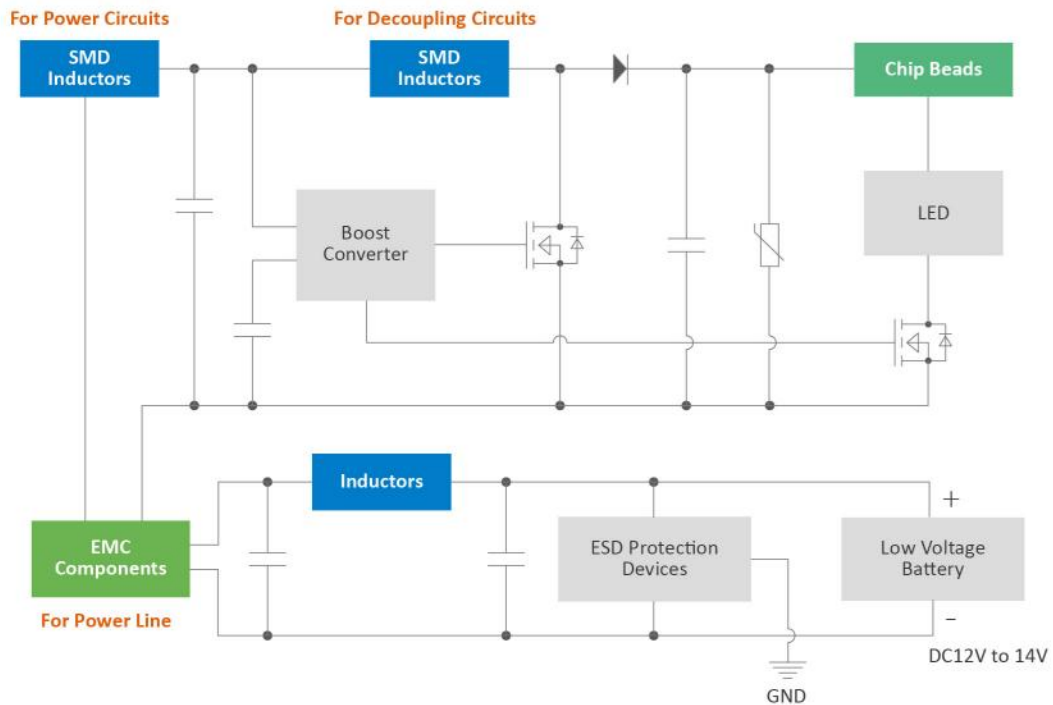 For Power Circuits
For Decoupling Circuits
SMD
Inductors
SMD
Inductors
Chip Beads
Boost
Converter
LED
Inductors
+
EMC
Components
ESD Protection
Devices
Low Voltage
Battery
For Power Line
−
DC12V to 14V
GND